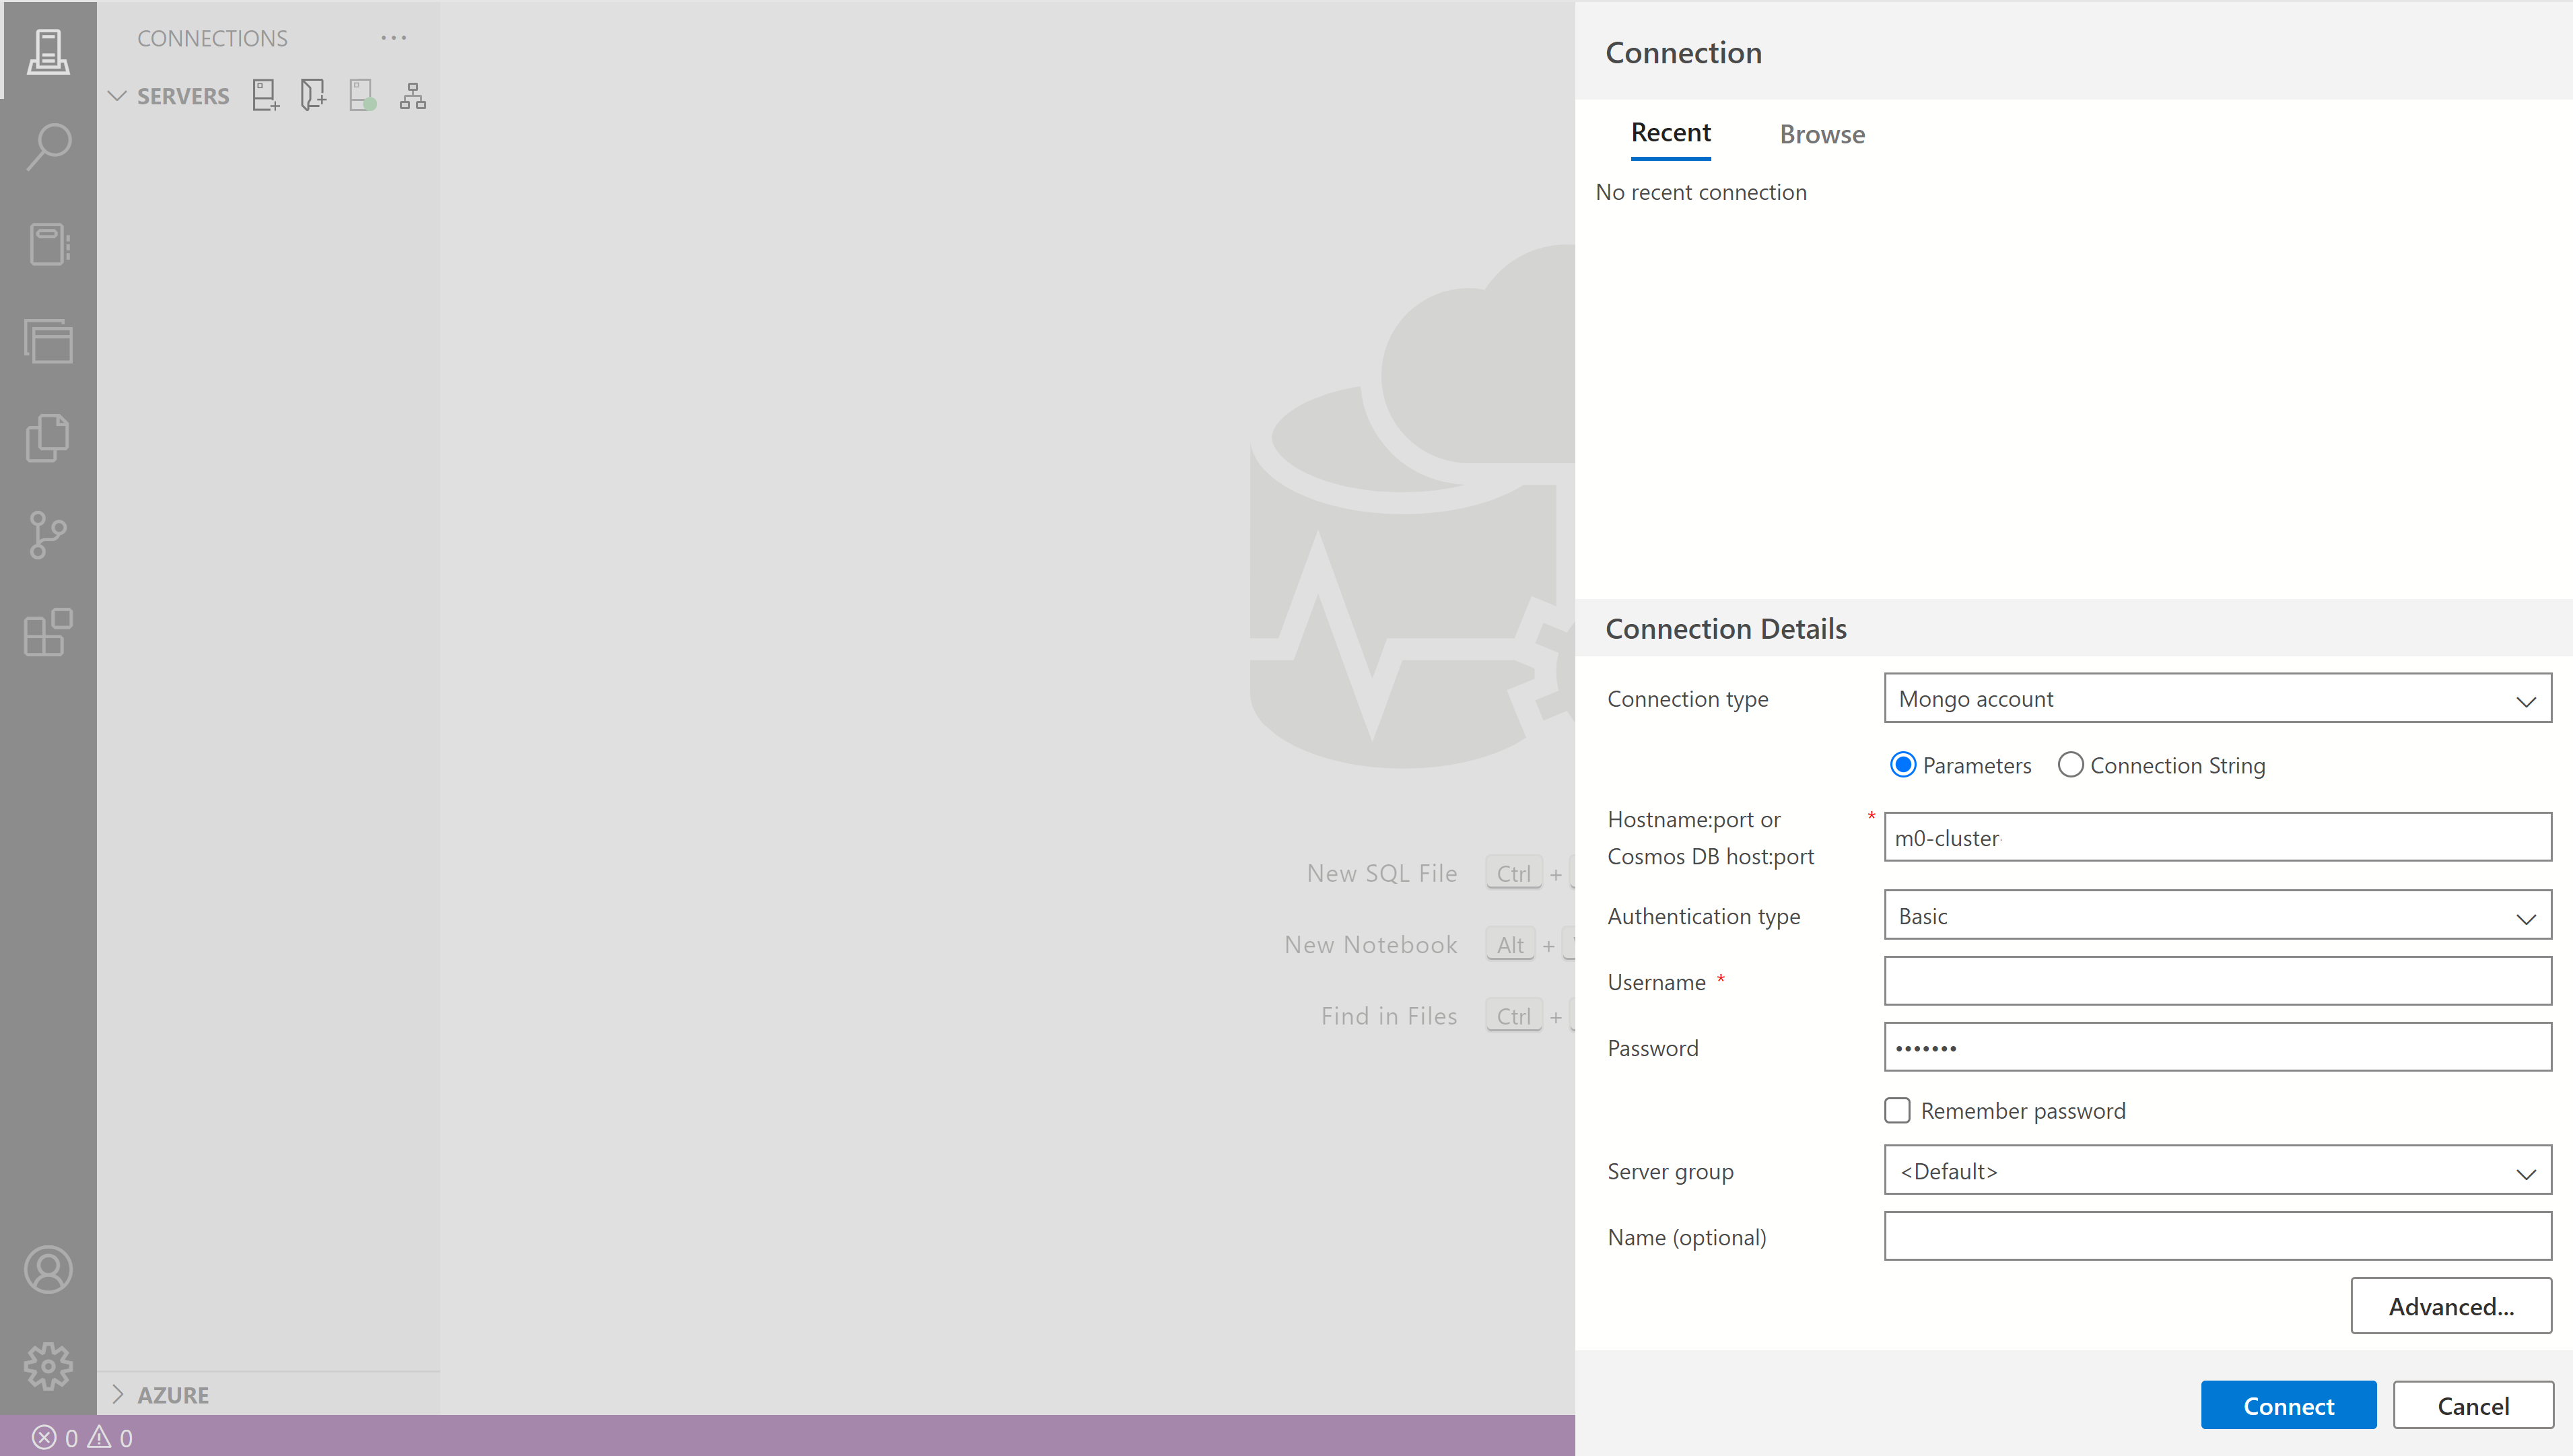 CONNECTIONS
SERVERS
New SQL File Ctrl +
New Notebook Alt +
Find in Files Ctrl +
AZURE
0 0
Connection
Recent Browse
No recent connection
Connection Details
Connection type Mongo account
Parameters Connection String
Hostname:port or * m0-cluster
Cosmos DB host:port
Authentication type Basic
Username *
Password •••••••
Remember password
Server group <Default>
Name (optional)
Advanced...
Connect Cancel